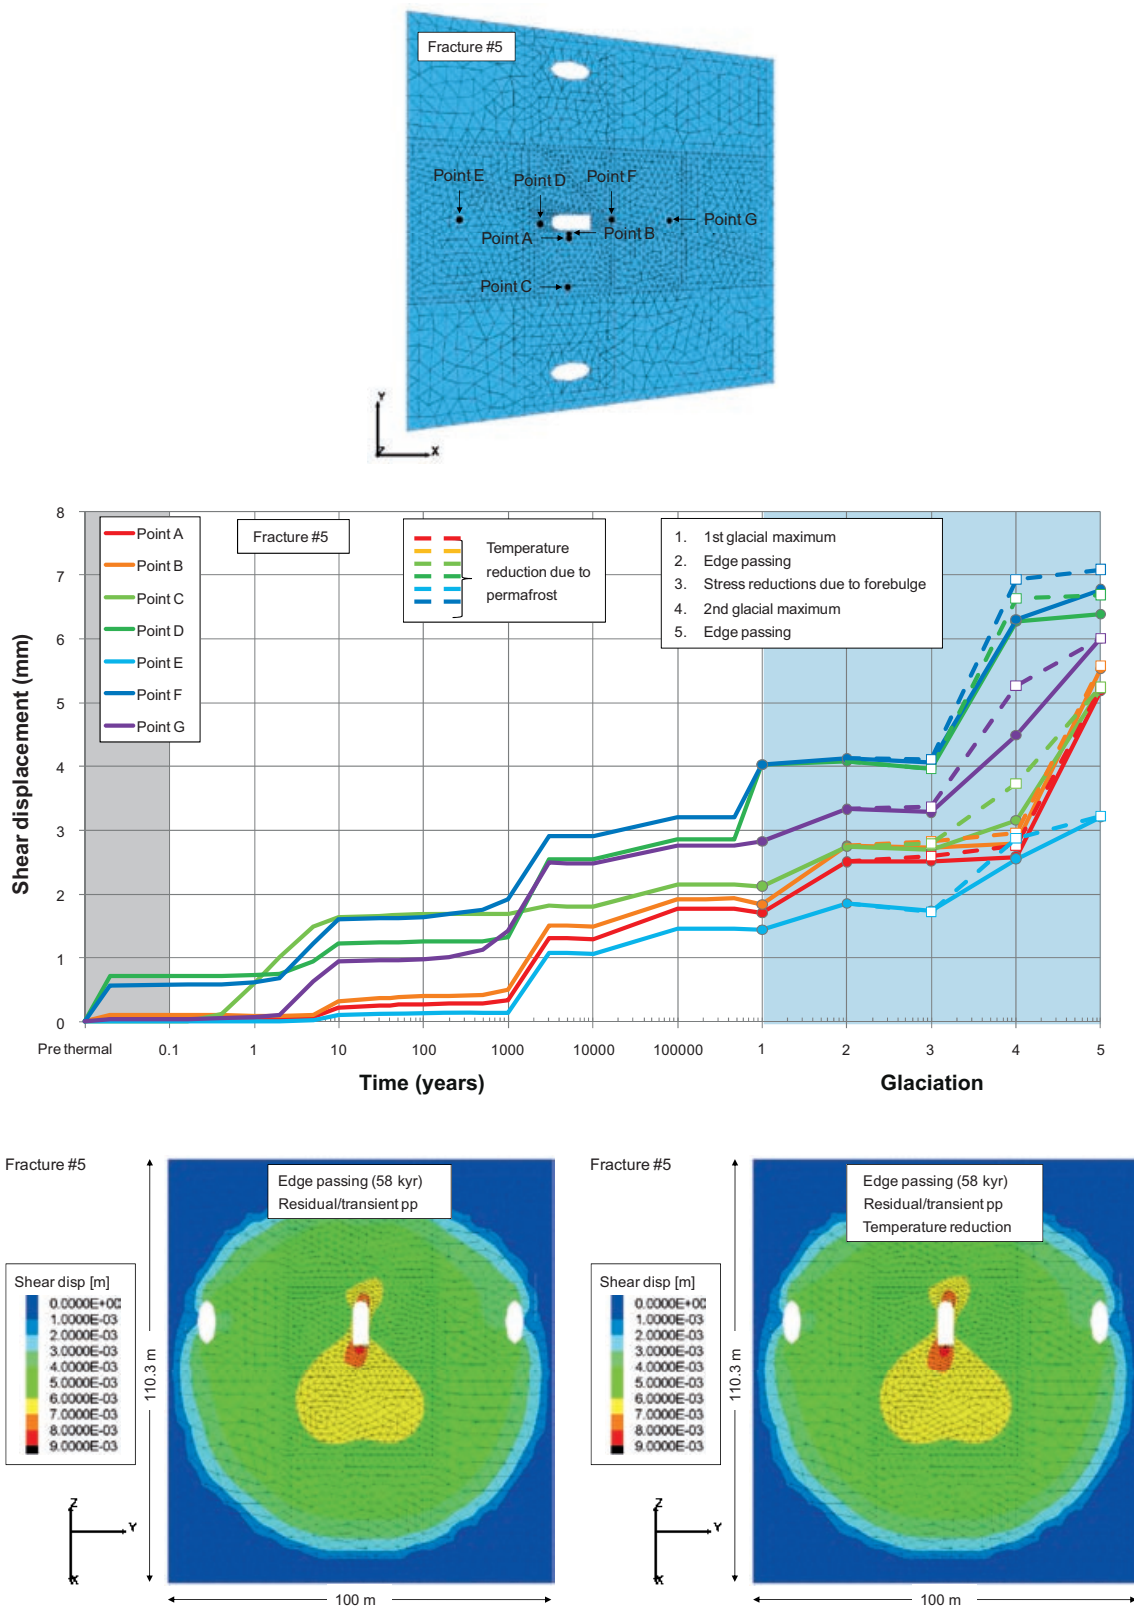 Fracture #5
Point E
Point D
Point F
Point G
Point A
Point B
Point C
Y
Z
X
8
7
6
5
4
3
2
1
0
Shear displacement (mm)
Point A
Point B
Point C
Point D
Point E
Point F
Point G
Fracture #5
Temperature
reduction due to
permafrost
1. 1st glacial maximum
2. Edge passing
3. Stress reductions due to forebulge
4. 2nd glacial maximum
5. Edge passing
Pre thermal 0.1 1 10 100 1000 10000 100000 1 2 3 4 5
Time (years)
Glaciation
Fracture #5
Edge passing (58 kyr)
Residual/transient pp
Shear disp [m]
0.0000E+00
1.0000E-03
2.0000E-03
3.0000E-03
4.0000E-03
5.0000E-03
6.0000E-03
7.0000E-03
8.0000E-03
9.0000E-03
110.3 m
Z
Y
X
100 m
Fracture #5
Edge passing (58 kyr)
Residual/transient pp
Temperature reduction
Shear disp [m]
0.0000E+00
1.0000E-03
2.0000E-03
3.0000E-03
4.0000E-03
5.0000E-03
6.0000E-03
7.0000E-03
8.0000E-03
9.0000E-03
110.3 m
Z
Y
X
100 m